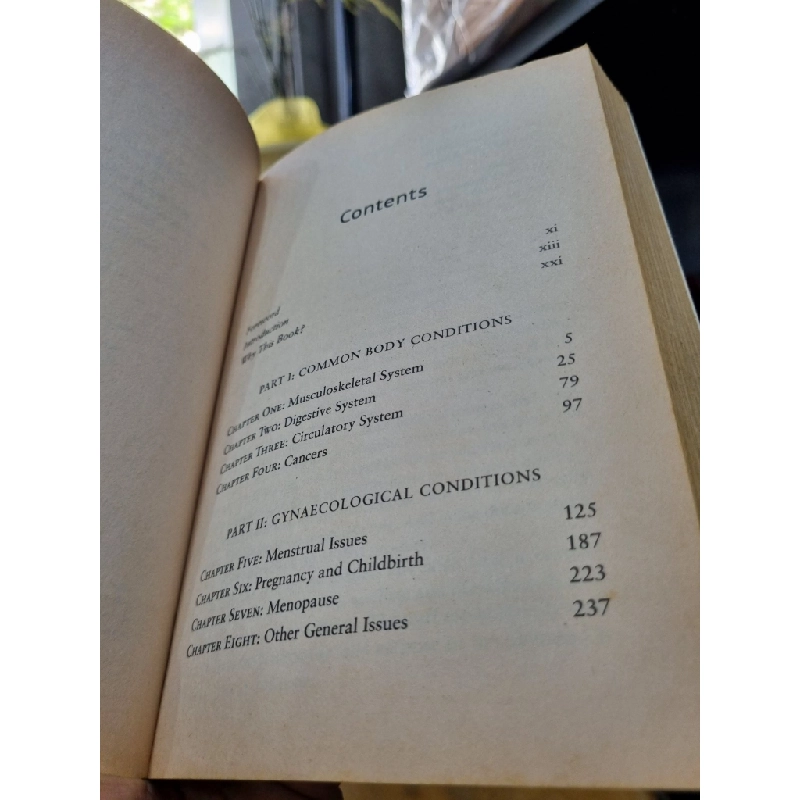 Contents
Foreword xi
Introduction xiii
Why This Book? xxi
PART I: COMMON BODY CONDITIONS
CHAPTER ONE: Musculoskeletal System 5
CHAPTER TWO: Digestive System 25
CHAPTER THREE: Circulatory System 79
CHAPTER FOUR: Cancers 97
PART II: GYNAECOLOGICAL CONDITIONS
CHAPTER FIVE: Menstrual Issues 125
CHAPTER SIX: Pregnancy and Childbirth 187
CHAPTER SEVEN: Menopause 223
CHAPTER EIGHT: Other General Issues 237